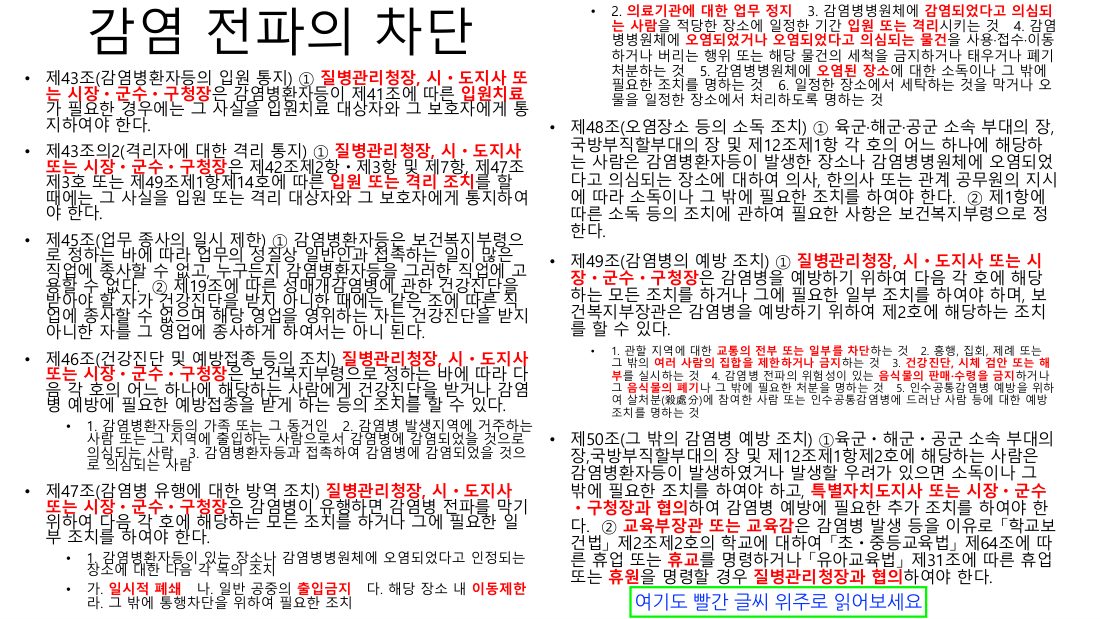 감염 전파의 차단
• 제43조(감염병환자등의 입원 통지) ① 질병관리청장, 시・도지사 또
는 시장・군수・구청장은 감염병환자등이 제41조에 따른 입원치료
가 필요한 경우에는 그 사실을 입원치료 대상자와 그 보호자에게 통
지하여야 한다.
• 제43조의2(격리자에 대한 격리 통지) ① 질병관리청장, 시・도지사
또는 시장・군수・구청장은 제42조제2항・제3항 및 제7항, 제47조
제3호 또는 제49조제1항제14호에 따른 입원 또는 격리 조치를 할
때에는 그 사실을 입원 또는 격리 대상자와 그 보호자에게 통지하여
야 한다.
• 제45조(업무 종사의 일시 제한) ① 감염병환자등은 보건복지부령으
로 정하는 바에 따라 업무의 성질상 일반인과 접촉하는 일이 많은
직업에 종사할 수 없고, 누구든지 감염병환자등을 그러한 직업에 고
용할 수 없다. ② 제19조에 따른 성매개감염병에 관한 건강진단을
받아야 할 자가 건강진단을 받지 아니한 때에는 같은 조에 따른 직
업에 종사할 수 없으며 해당 영업을 영위하는 자는 건강진단을 받지
아니한 자를 그 영업에 종사하게 하여서는 아니 된다.
• 제46조(건강진단 및 예방접종 등의 조치) 질병관리청장, 시・도지사
또는 시장・군수・구청장은 보건복지부령으로 정하는 바에 따라 다
음 각 호의 어느 하나에 해당하는 사람에게 건강진단을 받거나 감염
병 예방에 필요한 예방접종을 받게 하는 등의 조치를 할 수 있다.
• 1. 감염병환자등의 가족 또는 그 동거인 2. 감염병 발생지역에 거주하는
사람 또는 그 지역에 출입하는 사람으로서 감염병에 감염되었을 것으로
의심되는 사람 3. 감염병환자등과 접촉하여 감염병에 감염되었을 것으
로 의심되는 사람
• 제47조(감염병 유행에 대한 방역 조치) 질병관리청장, 시・도지사
또는 시장・군수・구청장은 감염병이 유행하면 감염병 전파를 막기
위하여 다음 각 호에 해당하는 모든 조치를 하거나 그에 필요한 일
부 조치를 하여야 한다.
• 1. 감염병환자등이 있는 장소나 감염병병원체에 오염되었다고 인정되는
장소에 대한 다음 각 목의 조치
• 가. 일시적 폐쇄 나. 일반 공중의 출입금지 다. 해당 장소 내 이동제한
라. 그 밖에 통행차단을 위하여 필요한 조치
• 2. 의료기관에 대한 업무 정지 3. 감염병병원체에 감염되었다고 의심되
는 사람을 적당한 장소에 일정한 기간 입원 또는 격리시키는 것 4. 감염
병병원체에 오염되었거나 오염되었다고 의심되는 물건을 사용·접수·이동
하거나 버리는 행위 또는 해당 물건의 세척을 금지하거나 태우거나 폐기
처분하는 것 5. 감염병병원체에 오염된 장소에 대한 소독이나 그 밖에
필요한 조치를 명하는 것 6. 일정한 장소에서 세탁하는 것을 막거나 오
물을 일정한 장소에서 처리하도록 명하는 것
• 제48조(오염장소 등의 소독 조치) ① 육군·해군·공군 소속 부대의 장,
국방부직할부대의 장 및 제12조제1항 각 호의 어느 하나에 해당하
는 사람은 감염병환자등이 발생한 장소나 감염병병원체에 오염되었
다고 의심되는 장소에 대하여 의사, 한의사 또는 관계 공무원의 지시
에 따라 소독이나 그 밖에 필요한 조치를 하여야 한다. ② 제1항에
따른 소독 등의 조치에 관하여 필요한 사항은 보건복지부령으로 정
한다.
• 제49조(감염병의 예방 조치) ① 질병관리청장, 시・도지사 또는 시
장・군수・구청장은 감염병을 예방하기 위하여 다음 각 호에 해당
하는 모든 조치를 하거나 그에 필요한 일부 조치를 하여야 하며, 보
건복지부장관은 감염병을 예방하기 위하여 제2호에 해당하는 조치
를 할 수 있다.
• 1. 관할 지역에 대한 교통의 전부 또는 일부를 차단하는 것 2. 흥행, 집회, 제례 또는
그 밖의 여러 사람의 집합을 제한하거나 금지하는 것 3. 건강진단, 시체 검안 또는 해
부를 실시하는 것 4. 감염병 전파의 위험성이 있는 음식물의 판매·수령을 금지하거나
그 음식물의 폐기나 그 밖에 필요한 처분을 명하는 것 5. 인수공통감염병 예방을 위하
여 살처분(殺處分)에 참여한 사람 또는 인수공통감염병에 드러난 사람 등에 대한 예방
조치를 명하는 것
• 제50조(그 밖의 감염병 예방 조치) ①육군・해군・공군 소속 부대의
장,국방부직할부대의 장 및 제12조제1항제2호에 해당하는 사람은
감염병환자등이 발생하였거나 발생할 우려가 있으면 소독이나 그
밖에 필요한 조치를 하여야 하고, 특별자치도지사 또는 시장・군수
・구청장과 협의하여 감염병 예방에 필요한 추가 조치를 하여야 한
다. ② 교육부장관 또는 교육감은 감염병 발생 등을 이유로 「학교보
건법」 제2조제2호의 학교에 대하여 「초・중등교육법」 제64조에 따
른 휴업 또는 휴교를 명령하거나 「유아교육법」 제31조에 따른 휴업
또는 휴원을 명령할 경우 질병관리청장과 협의하여야 한다.
여기도 빨간 글씨 위주로 읽어보세요